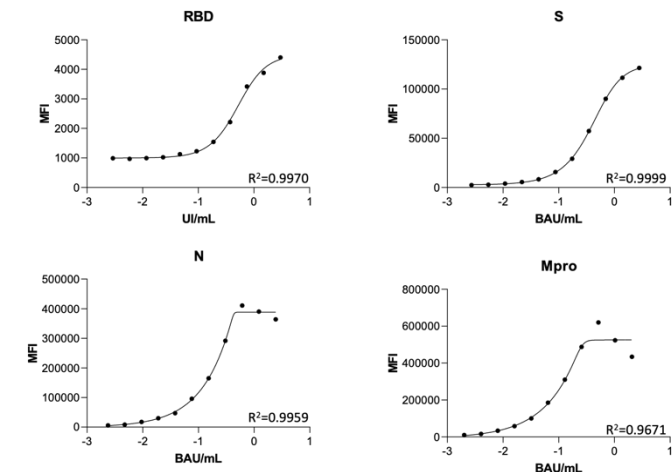 RBD
5000
4000
3000
2000
1000
0
MFI
R²=0.9970
-3 -2 -1 0 1
UI/mL
S
150000
100000
50000
0
MFI
R²=0.9999
-3 -2 -1 0 1
BAU/mL
N
500000
400000
300000
200000
100000
0
MFI
R²=0.9959
-3 -2 -1 0 1
BAU/mL
Mpro
800000
600000
400000
200000
0
MFI
R²=0.9671
-3 -2 -1 0 1
BAU/mL